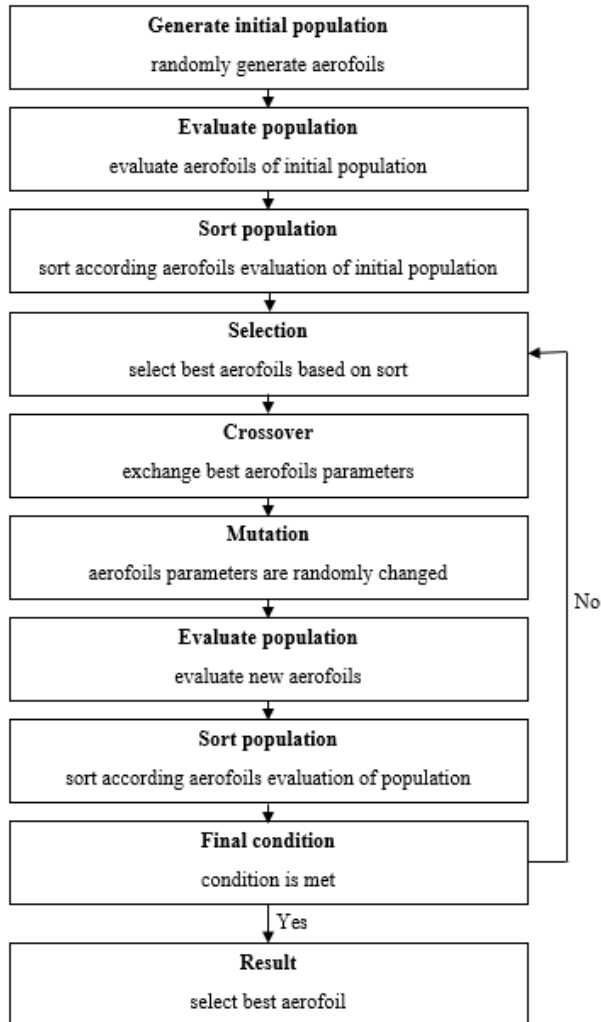 Generate initial population
randomly generate aerofoils
Evaluate population
evaluate aerofoils of initial population
Sort population
sort according aerofoils evaluation of initial population
Selection
select best aerofoils based on sort
Crossover
exchange best aerofoils parameters
Mutation
aerofoils parameters are randomly changed
No
Evaluate population
evaluate new aerofoils
Sort population
sort according aerofoils evaluation of population
Final condition
condition is met
Yes
Result
select best aerofoil